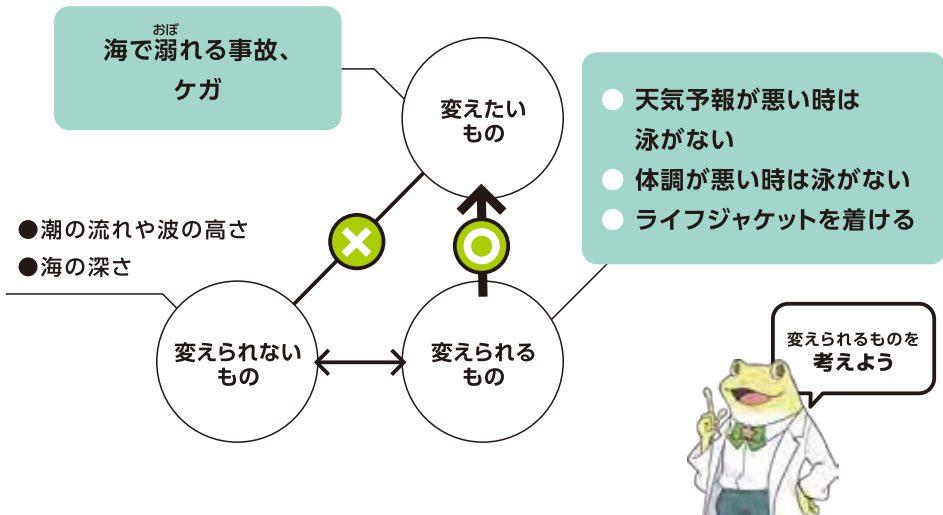 おぼ
海で溺れる事故、
ケガ
変えたい
もの
● 天気予報が悪い時は
泳がない
● 体調が悪い時は泳がない
● ライフジャケットを着ける
●潮の流れや波の高さ
●海の深さ
変えられない
もの
変えられる
もの
変えられるものを
考えよう